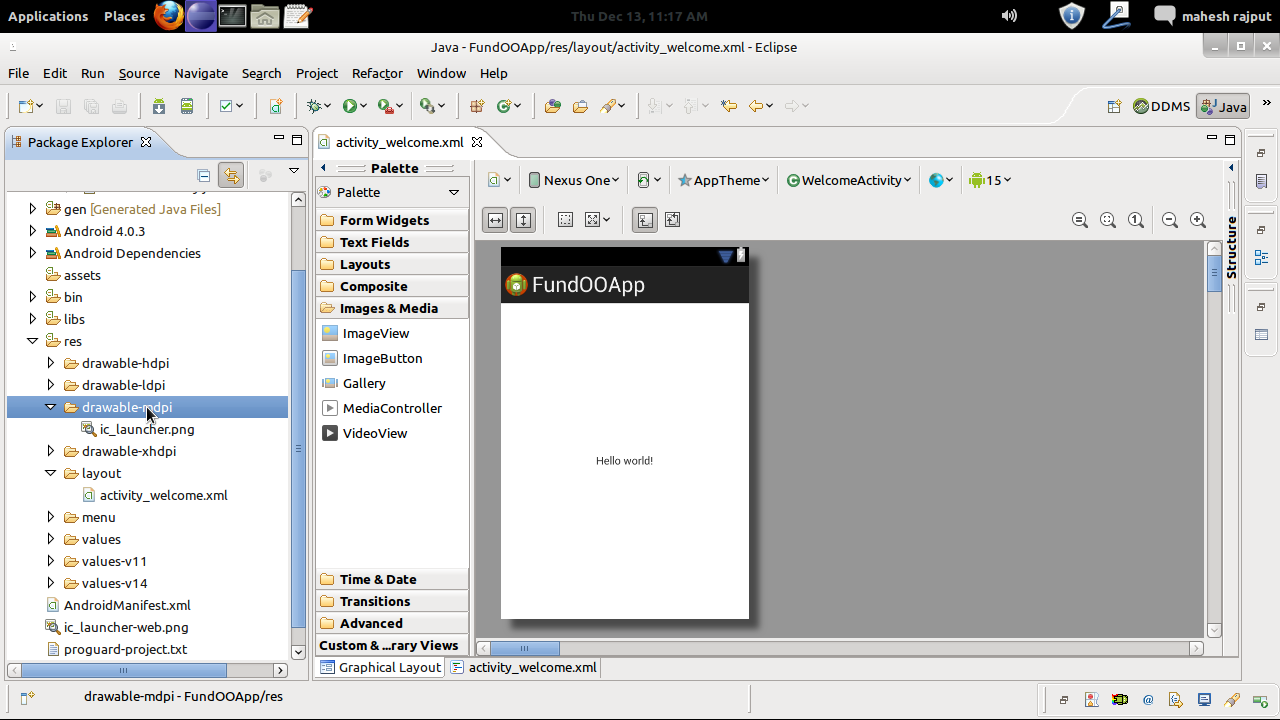 Applications Places Thu Dec 13, 11:17 AM mahesh rajput
Java - FundOOApp/res/layout/activity_welcome.xml - Eclipse
File Edit Run Source Navigate Search Project Refactor Window Help
DDMS Java
Package Explorer
gen [Generated Java Files]
Android 4.0.3
Android Dependencies
assets
bin
libs
res
drawable-hdpi
drawable-ldpi
drawable-mdpi
ic_launcher.png
drawable-xhdpi
layout
activity_welcome.xml
menu
values
values-v11
values-v14
AndroidManifest.xml
ic_launcher-web.png
proguard-project.txt
activity_welcome.xml
Palette
Palette
Form Widgets
Text Fields
Layouts
Composite
Images & Media
ImageView
ImageButton
Gallery
MediaController
VideoView
Time & Date
Transitions
Advanced
Custom & ...rary Views
Nexus One AppTheme WelcomeActivity 15
FundOOApp
Hello world!
Structure
Graphical Layout activity_welcome.xml
drawable-mdpi - FundOOApp/res